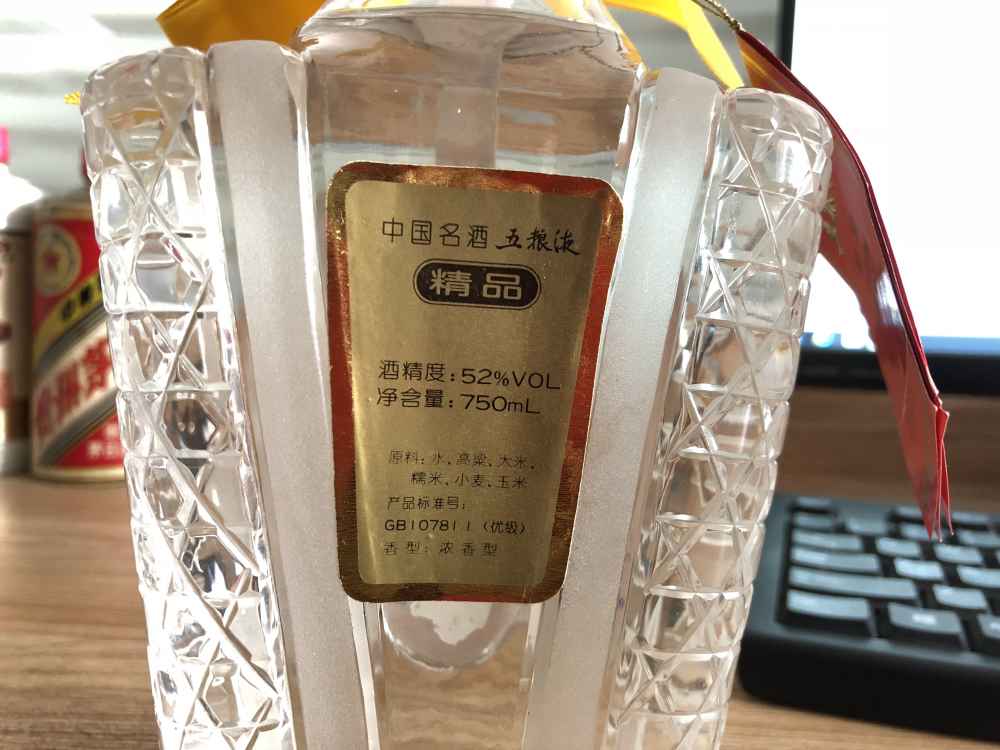 中国名酒 五粮液
精品
酒精度:52%VOL
净含量:750mL
原料:水、高粱、大米、
糯米、小麦、玉米
产品标准号:
GB10781.1(优级)
香型:浓香型